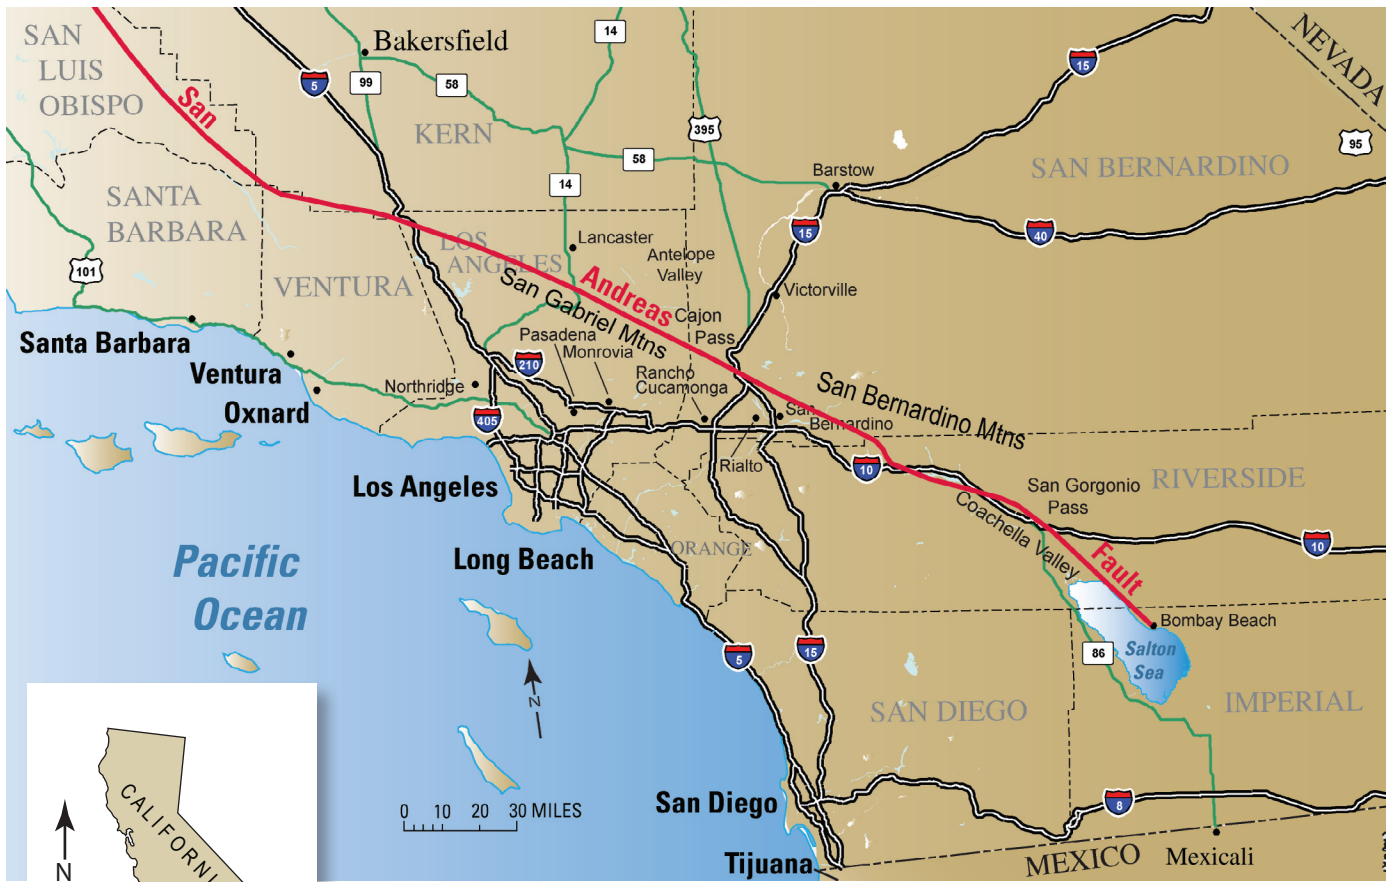 SAN
LUIS
OBISPO
Bakersfield
14
NEVADA
5
99
58
15
San
KERN
395
95
58
SAN BERNARDINO
14
Barstow
SANTA
BARBARA
15
40
101
LOS
ANGELES
Lancaster
Antelope
Valley
VENTURA
Andreas
San Gabriel Mtns
Victorville
Cajon
Pass
Santa Barbara
Pasadena
Monrovia
210
Ventura
Northridge
Rancho
Cucamonga
San Bernardino Mtns
Oxnard
405
San
Bernardino
Rialto
10
Los Angeles
San Gorgonio
Pass
RIVERSIDE
Coachella Valley
Pacific
Ocean
Long Beach
ORANGE
Fault
10
Bombay Beach
5
15
86
Salton
Sea
N
SAN DIEGO
IMPERIAL
0 10 20 30 MILES
San Diego
8
CALIFORNI
N
Tijuana
MEXICO
Mexicali